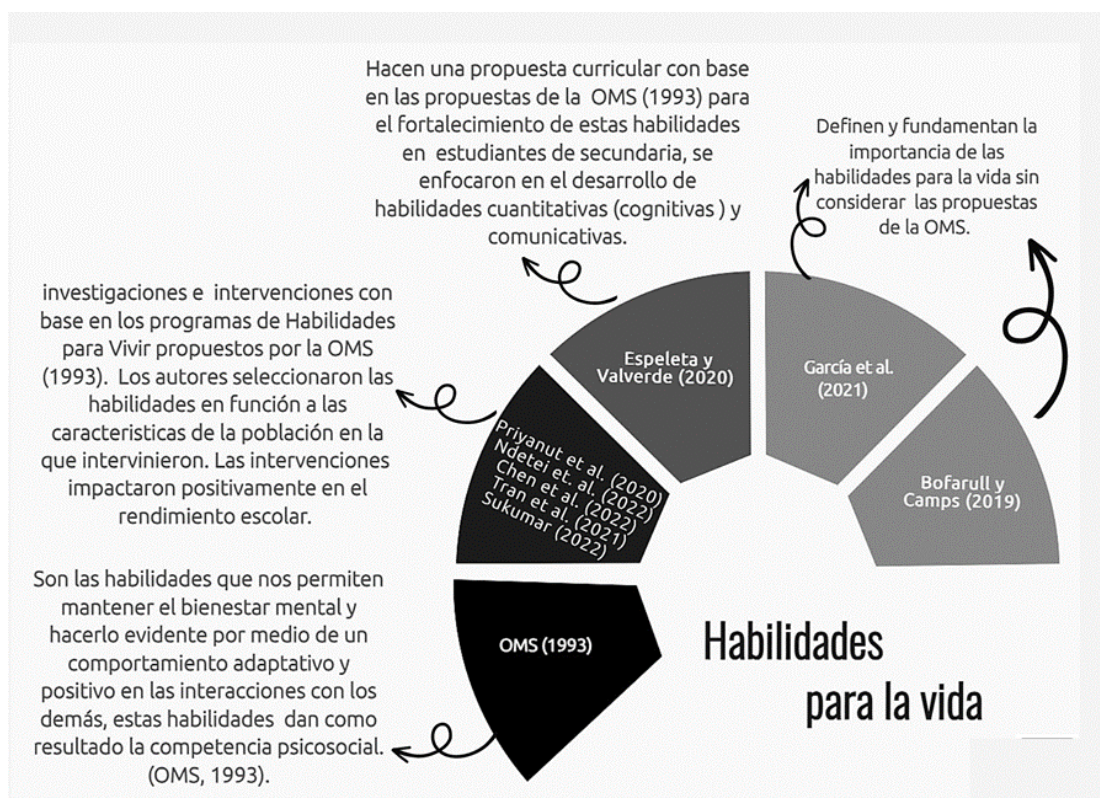 Hacen una propuesta curricular con base
en las propuestas de la OMS (1993) para
el fortalecimiento de estas habilidades
en estudiantes de secundaria, se
enfocaron en el desarrollo de
habilidades cuantitativas (cognitivas ) y
comunicativas.
Definen y fundamentan la
importancia de las
habilidades para la vida sin
considerar las propuestas
de la OMS.
investigaciones e intervenciones con
base en los programas de Habilidades
para Vivir propuestos por la OMS
(1993). Los autores seleccionaron las
habilidades en función a las
caracteristicas de la población en la
que intervinieron. Las intervenciones
impactaron positivamente en el
rendimiento escolar.
Espeleta y
Valverde (2020)
García et al.
(2021)
Priyanut et al. (2020)
Ndetei et. al. (2022)
Chen et al. (2022)
Tran et al. (2021)
Sukumar (2022)
Bofarull y
Camps (2019)
Son las habilidades que nos permiten
mantener el bienestar mental y
hacerlo evidente por medio de un
comportamiento adaptativo y
positivo en las interacciones con los
demás, estas habilidades dan como
resultado la competencia psicosocial.
(OMS, 1993).
OMS (1993)
Habilidades
para la vida